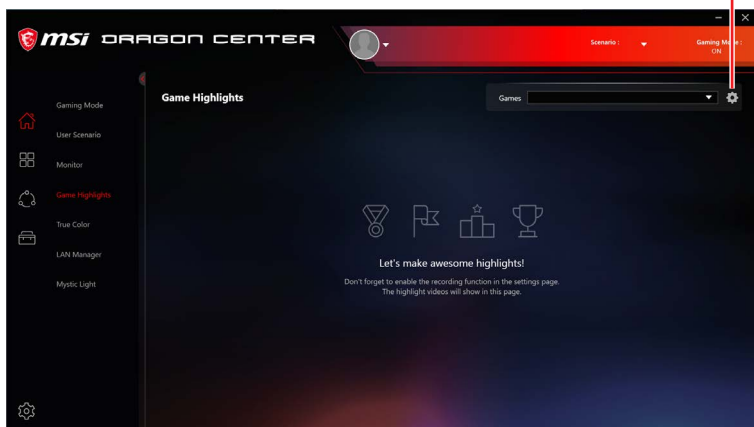 msi DRAGON CENTER
Scenario :
Gaming Mode :
ON
Game Highlights
Games
Gaming Mode
User Scenario
Monitor
Game Highlights
True Color
LAN Manager
Mystic Light
Let's make awesome highlights!
Don't forget to enable the recording function in the settings page.
The highlight videos will show in this page.